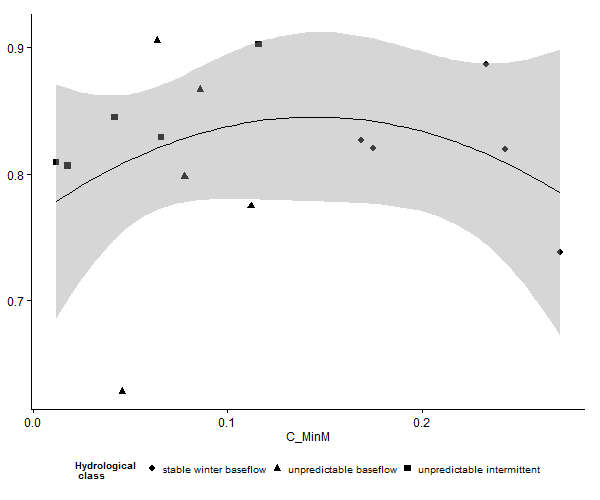 0.9
0.8
0.7
0.0 0.1 0.2
C_MinM
Hydrological
class
stable winter baseflow unpredictable baseflow unpredictable intermittent